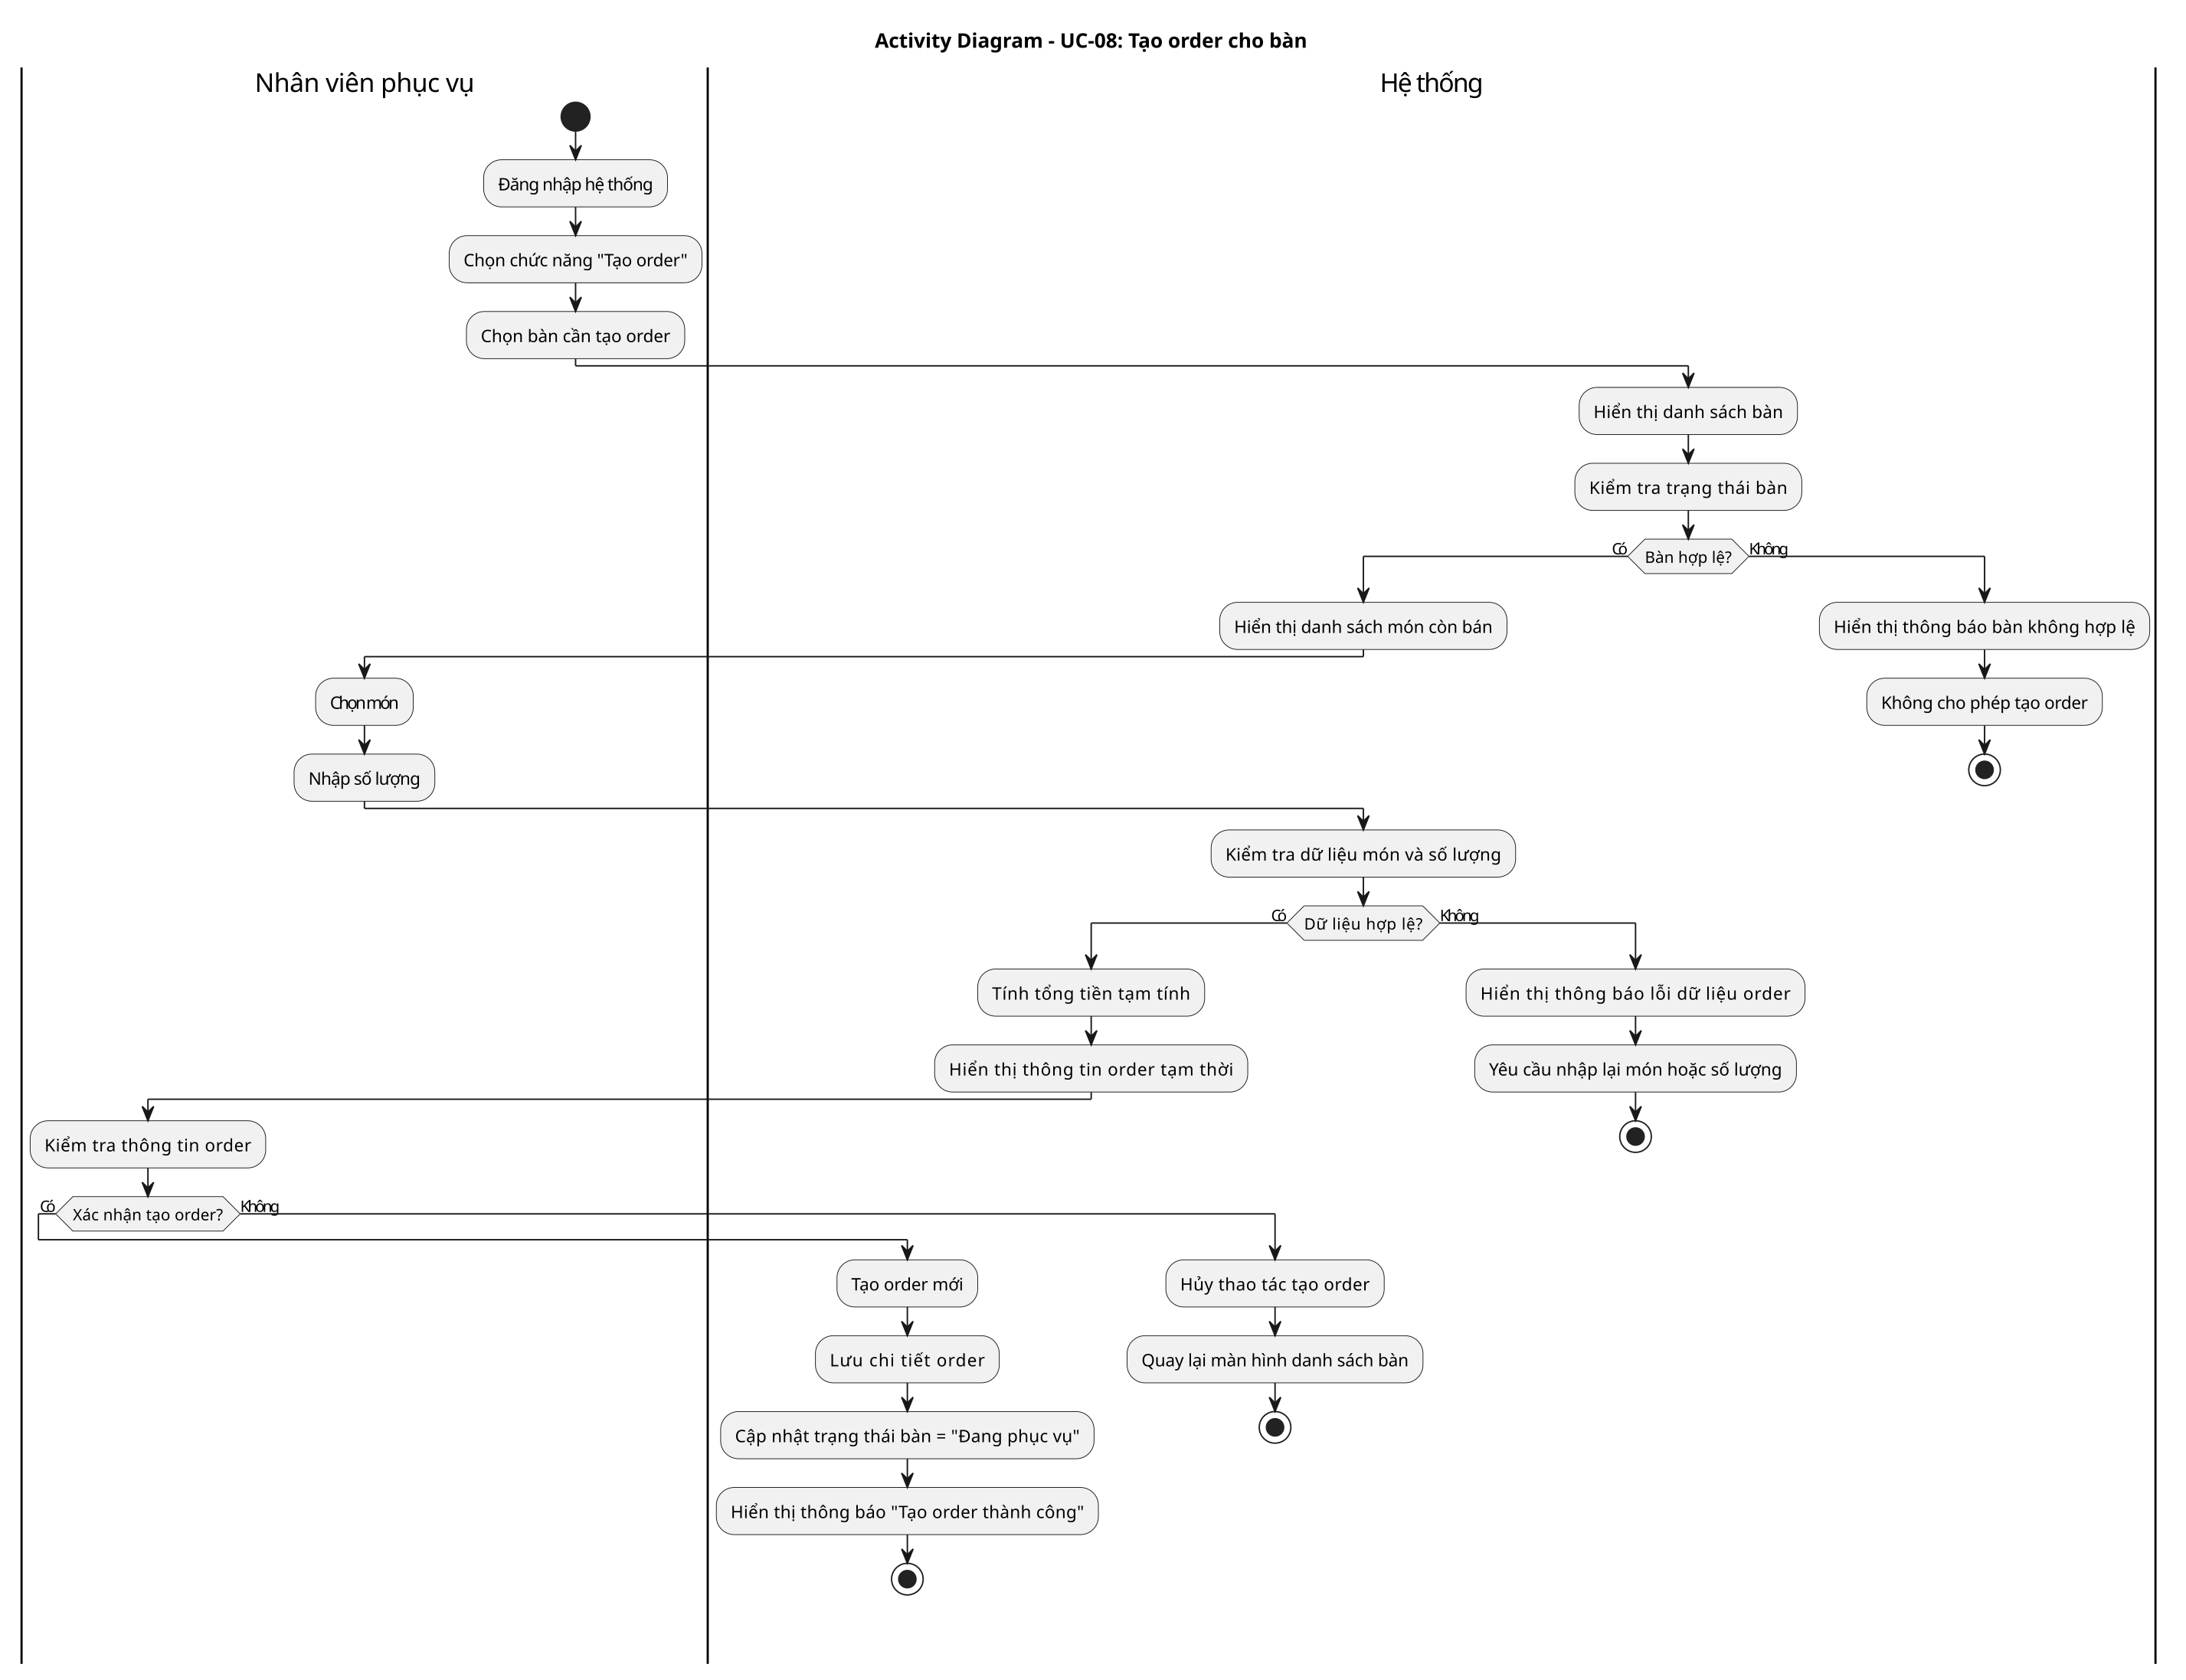 Activity Diagram - UC-08: Tạo order cho bàn
Nhân viên phục vụ
Hệ thống
Đăng nhập hệ thống
Chọn chức năng "Tạo order"
Chọn bàn cần tạo order
Hiển thị danh sách bàn
Kiểm tra trạng thái bàn
Có
Bàn hợp lệ?
Không
Hiển thị danh sách món còn bán
Hiển thị thông báo bàn không hợp lệ
Chọn món
Không cho phép tạo order
Nhập số lượng
Kiểm tra dữ liệu món và số lượng
Có
Dữ liệu hợp lệ?
Không
Tính tổng tiền tạm tính
Hiển thị thông báo lỗi dữ liệu order
Hiển thị thông tin order tạm thời
Yêu cầu nhập lại món hoặc số lượng
Kiểm tra thông tin order
Có
Xác nhận tạo order?
Không
Tạo order mới
Hủy thao tác tạo order
Lưu chi tiết order
Quay lại màn hình danh sách bàn
Cập nhật trạng thái bàn = "Đang phục vụ"
Hiển thị thông báo "Tạo order thành công"